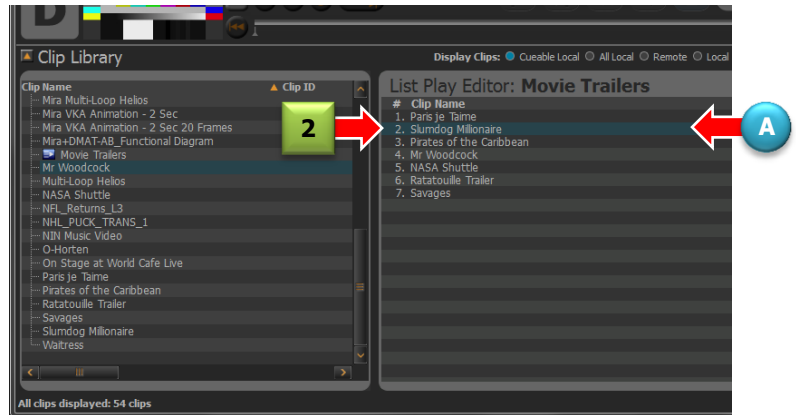 D
1
Clip Library
Display Clips: Cueable Local All Local Remote Local
Clip Name Clip ID
Mira Multi-Loop Helios
Mira VKA Animation - 2 Sec
Mira VKA Animation - 2 Sec 20 Frames
Mira+DMAT-AB_Functional Diagram
Movie Trailers
Mr Woodcock
Multi-Loop Helios
NASA Shuttle
NFL_Returns_L3
NHL_PUCK_TRANS_1
NIN Music Video
O-Horten
On Stage at World Cafe Live
Paris je Taime
Pirates of the Caribbean
Ratatouille Trailer
Savages
Slumdog Millionaire
Waitress
All clips displayed: 54 clips
2
List Play Editor: Movie Trailers
# Clip Name
1. Paris je Taime
2. Slumdog Millionaire
3. Pirates of the Caribbean
4. Mr Woodcock
5. NASA Shuttle
6. Ratatouille Trailer
7. Savages
A